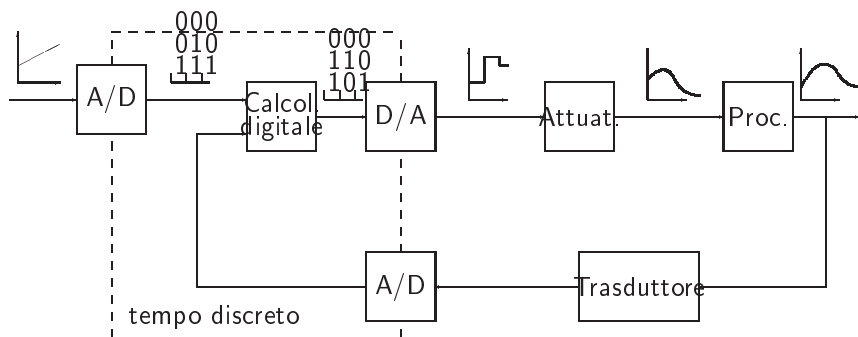 000
010
111
000
110
101
A/D
Calcol.
digitale
D/A
Attuat.
Proc.
A/D
Trasduttore
tempo discreto